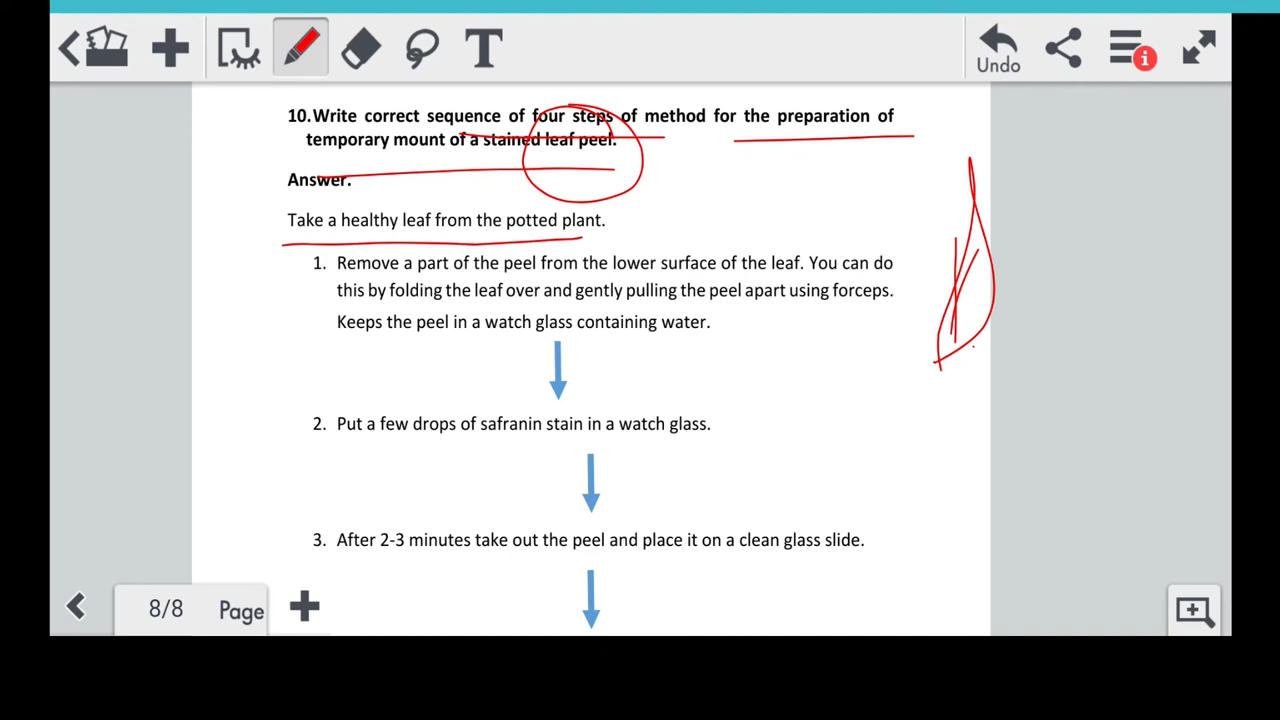 Undo
i
10. Write correct sequence of four steps of method for the preparation of
temporary mount of a stained leaf peel.
Answer.
Take a healthy leaf from the potted plant.
1. Remove a part of the peel from the lower surface of the leaf. You can do
this by folding the leaf over and gently pulling the peel apart using forceps.
Keeps the peel in a watch glass containing water.
2. Put a few drops of safranin stain in a watch glass.
3. After 2-3 minutes take out the peel and place it on a clean glass slide.
8/8 Page